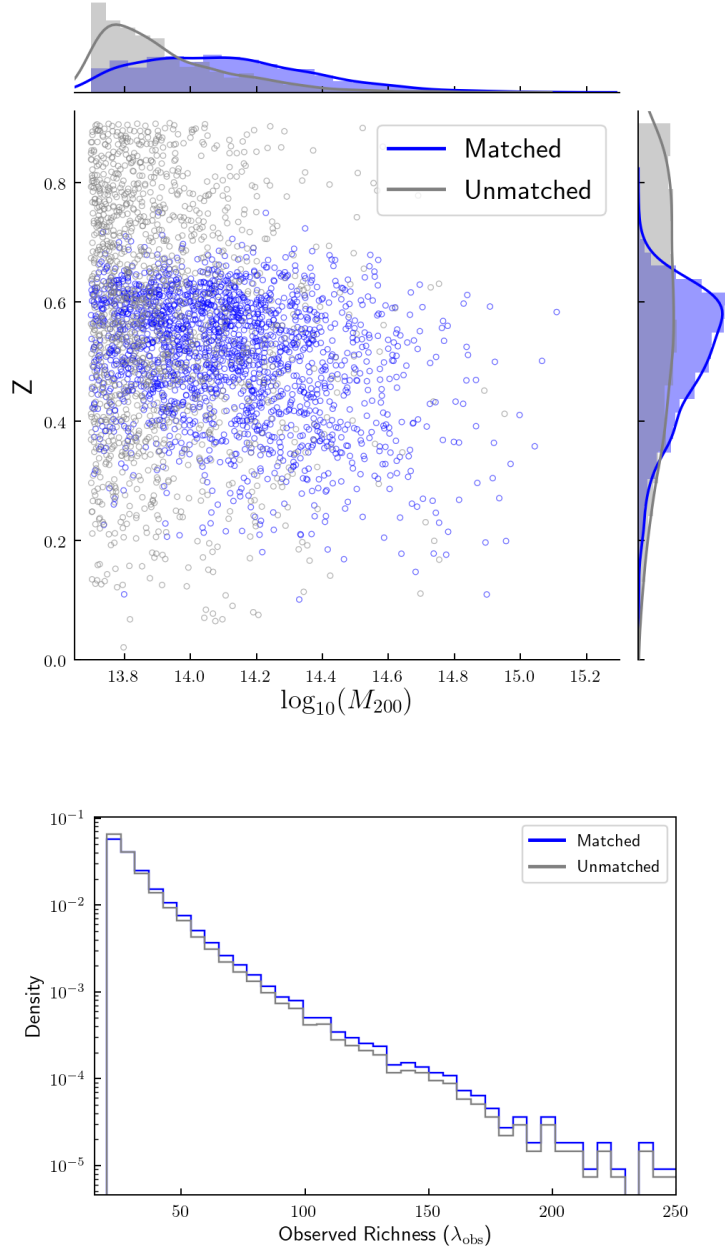 Matched
Unmatched
0.8
0.6
Z
0.4
0.2
0.0
13.8 14.0 14.2 14.4 14.6 14.8 15.0 15.2
log₁₀(M₂₀₀)
10⁻¹
Matched
Unmatched
10⁻²
Density
10⁻³
10⁻⁴
10⁻⁵
50 100 150 200 250
Observed Richness (λ_obs)